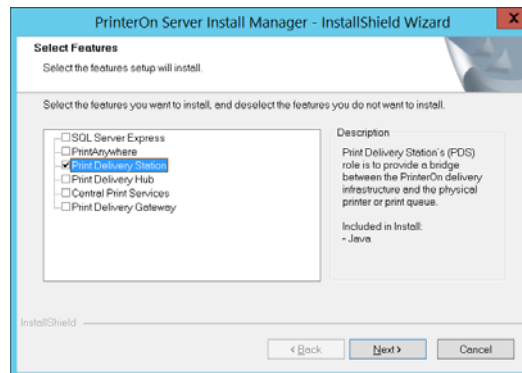 PrinterOn Server Install Manager - InstallShield Wizard
X
Select Features
Select the features setup will install.
Select the features you want to install, and deselect the features you do not want to install.
SQL Server Express
PrintAnywhere
Print Delivery Station
Print Delivery Hub
Central Print Services
Print Delivery Gateway
Description
Print Delivery Station's (PDS)
role is to provide a bridge
between the PrinterOn delivery
infrastructure and the physical
printer or print queue.
Included in Install:
- Java
InstallShield
< Back
Next >
Cancel